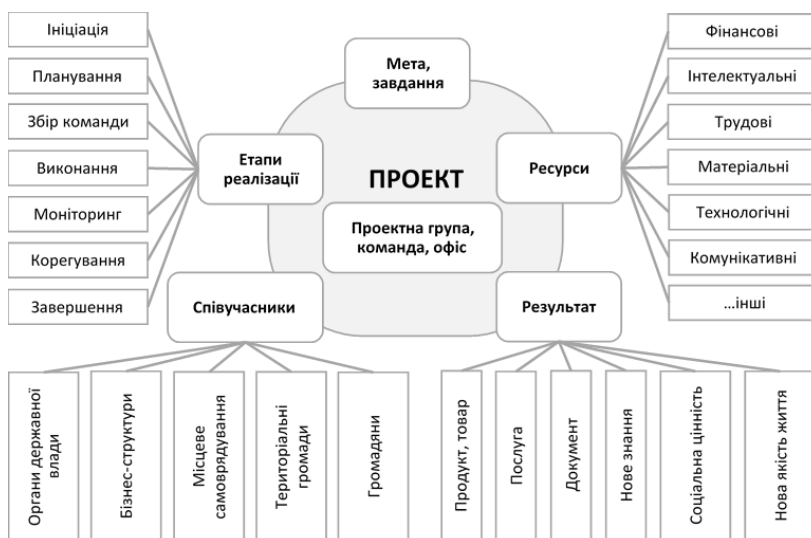 Ініціація
Планування
Збір команди
Виконання
Моніторинг
Корегування
Завершення
Мета,
завдання
Етапи
реалізації
ПРОЕКТ
Проектна група,
команда, офіс
Ресурси
Співучасники
Результат
Фінансові
Інтелектуальні
Трудові
Матеріальні
Технологічні
Комунікативні
...інші
Органи державної
влади
Бізнес-структури
Місцеве
самоврядування
Територіальні
громади
Громадяни
Продукт, товар
Послуга
Документ
Нове знання
Соціальна цінність
Нова якість життя